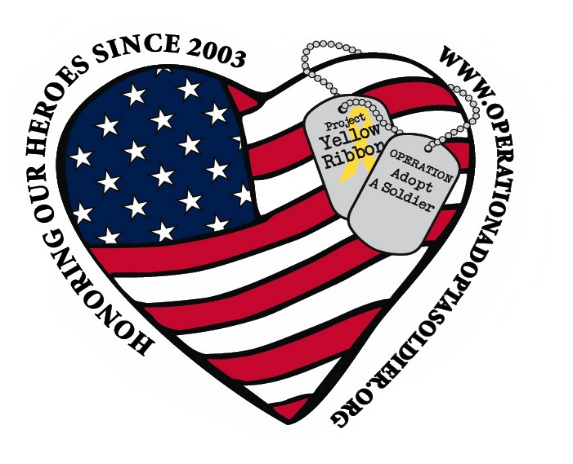 HONORING OUR HEROES SINCE 2003
WWW.OPERATIONADOPTASOLDIER.ORG
Project
Yellow
Ribbon
OPERATION
Adopt
A Soldier